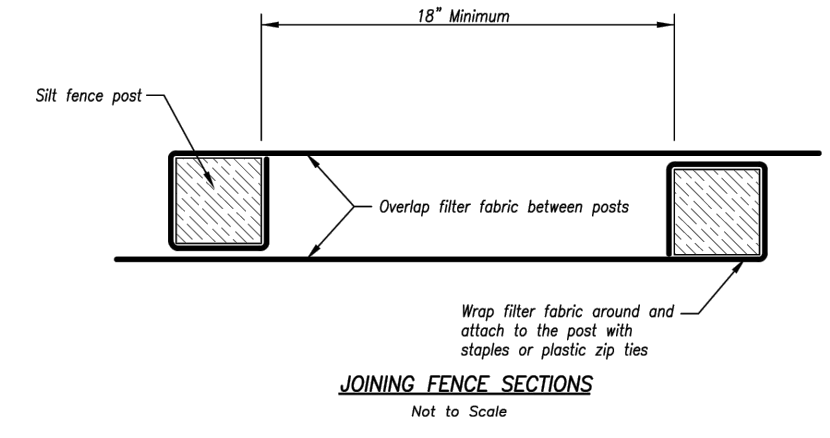 18" Minimum
Silt fence post
Overlap filter fabric between posts
Wrap filter fabric around and
attach to the post with
staples or plastic zip ties
JOINING FENCE SECTIONS
Not to Scale